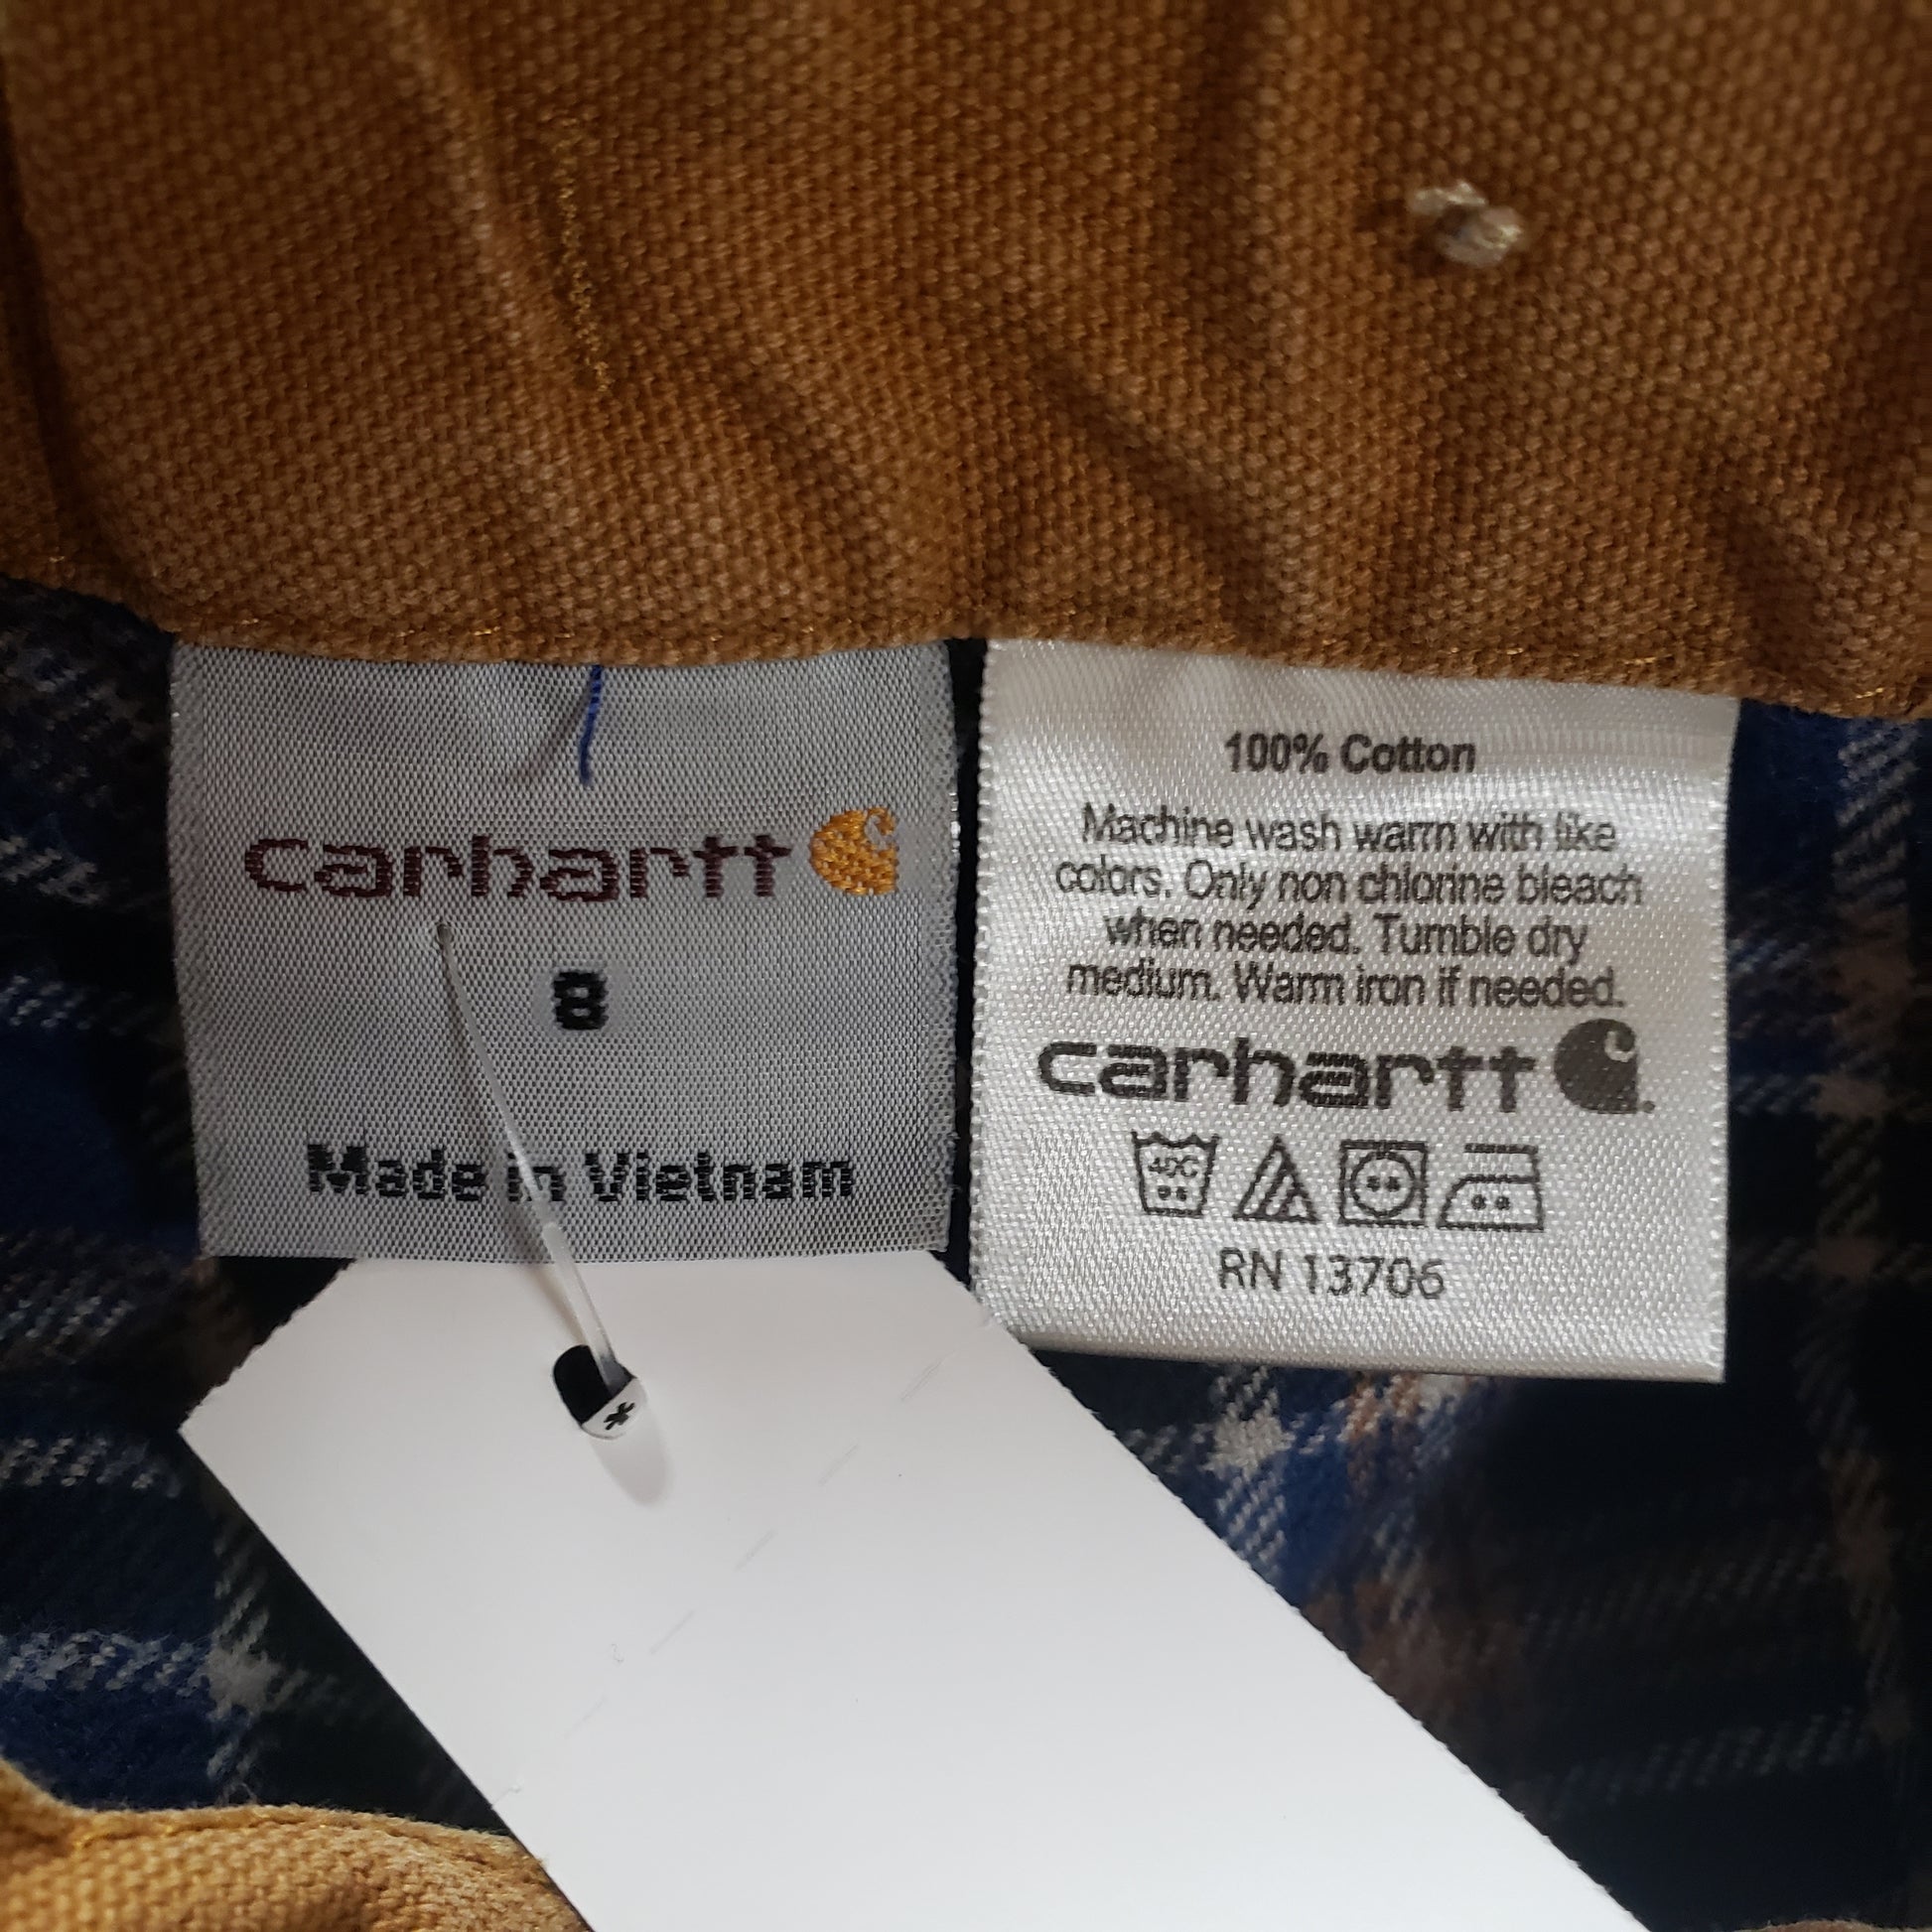 carhartt
8
Made in Vietnam
100% Cotton
Machine wash warm with like
colors. Only non chlorine bleach
when needed. Tumble dry
medium. Warm iron if needed.
carhartt
40C
RN 13706